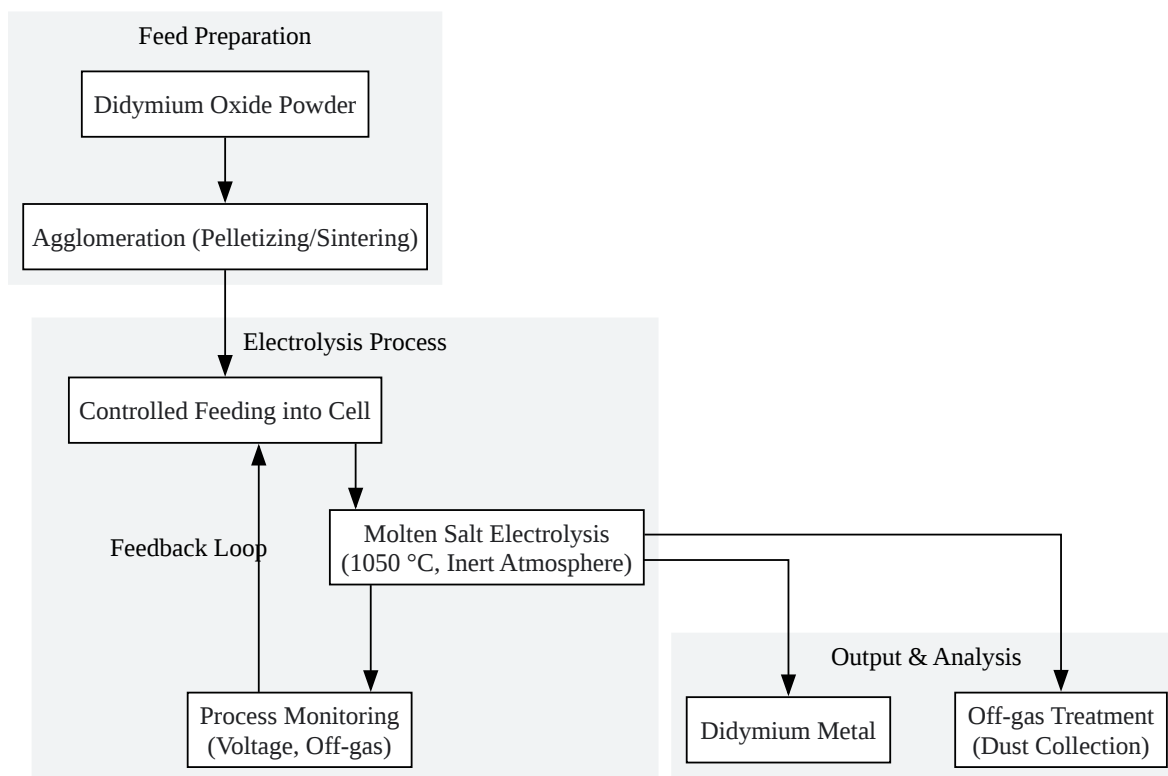 Feed Preparation
Didymium Oxide Powder
Agglomeration (Pelletizing/Sintering)
Electrolysis Process
Controlled Feeding into Cell
Molten Salt Electrolysis
(1050 °C, Inert Atmosphere)
Feedback Loop
Process Monitoring
(Voltage, Off-gas)
Output & Analysis
Didymium Metal
Off-gas Treatment
(Dust Collection)